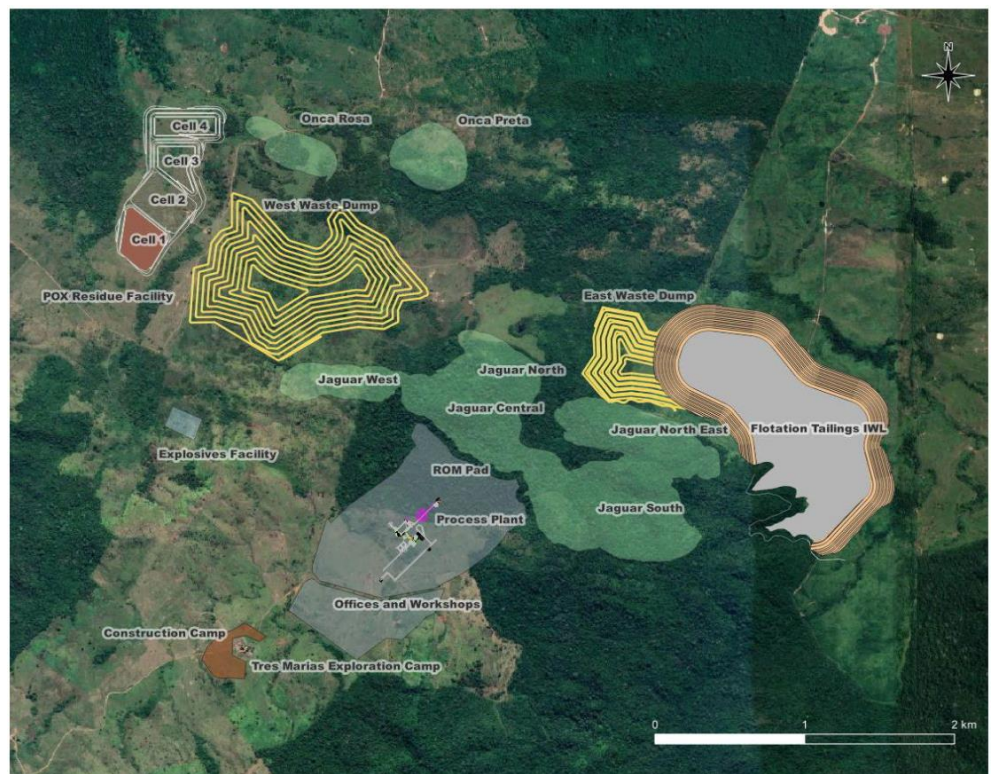 N
Onca Rosa
Onca Preta
Cell 4
Cell 3
Cell 2
Cell 1
West Waste Dump
POX Residue Facility
East Waste Dump
Jaguar North
Jaguar West
Jaguar Central
Jaguar North East
Flotation Tailings IWL
Explosives Facility
ROM Pad
Jaguar South
Process Plant
Offices and Workshops
Construction Camp
Tres Marias Exploration Camp
0 1 2 km